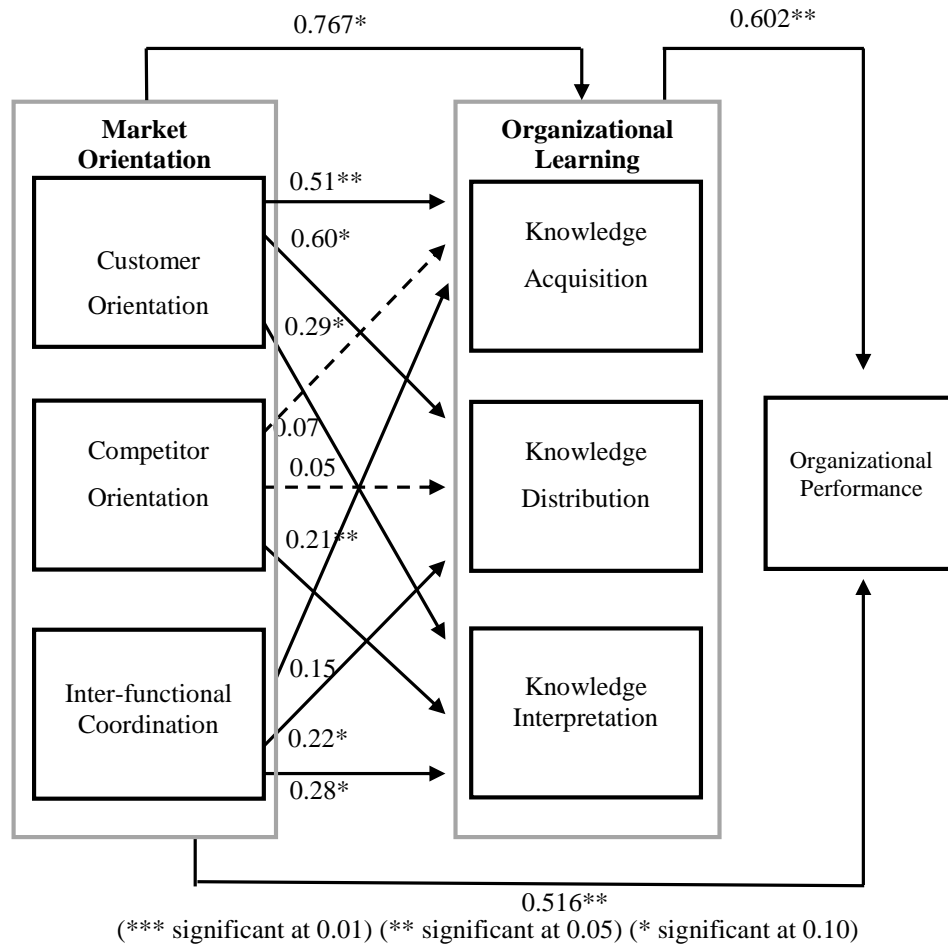 0.767*
0.602**
Market
Orientation
Organizational
Learning
0.51**
0.60*
0.29*
0.07
0.05
0.21**
0.15
0.22*
0.28*
Customer
Orientation
Competitor
Orientation
Inter-functional
Coordination
Knowledge
Acquisition
Knowledge
Distribution
Knowledge
Interpretation
Organizational
Performance
0.516**
(*** significant at 0.01) (** significant at 0.05) (* significant at 0.10)